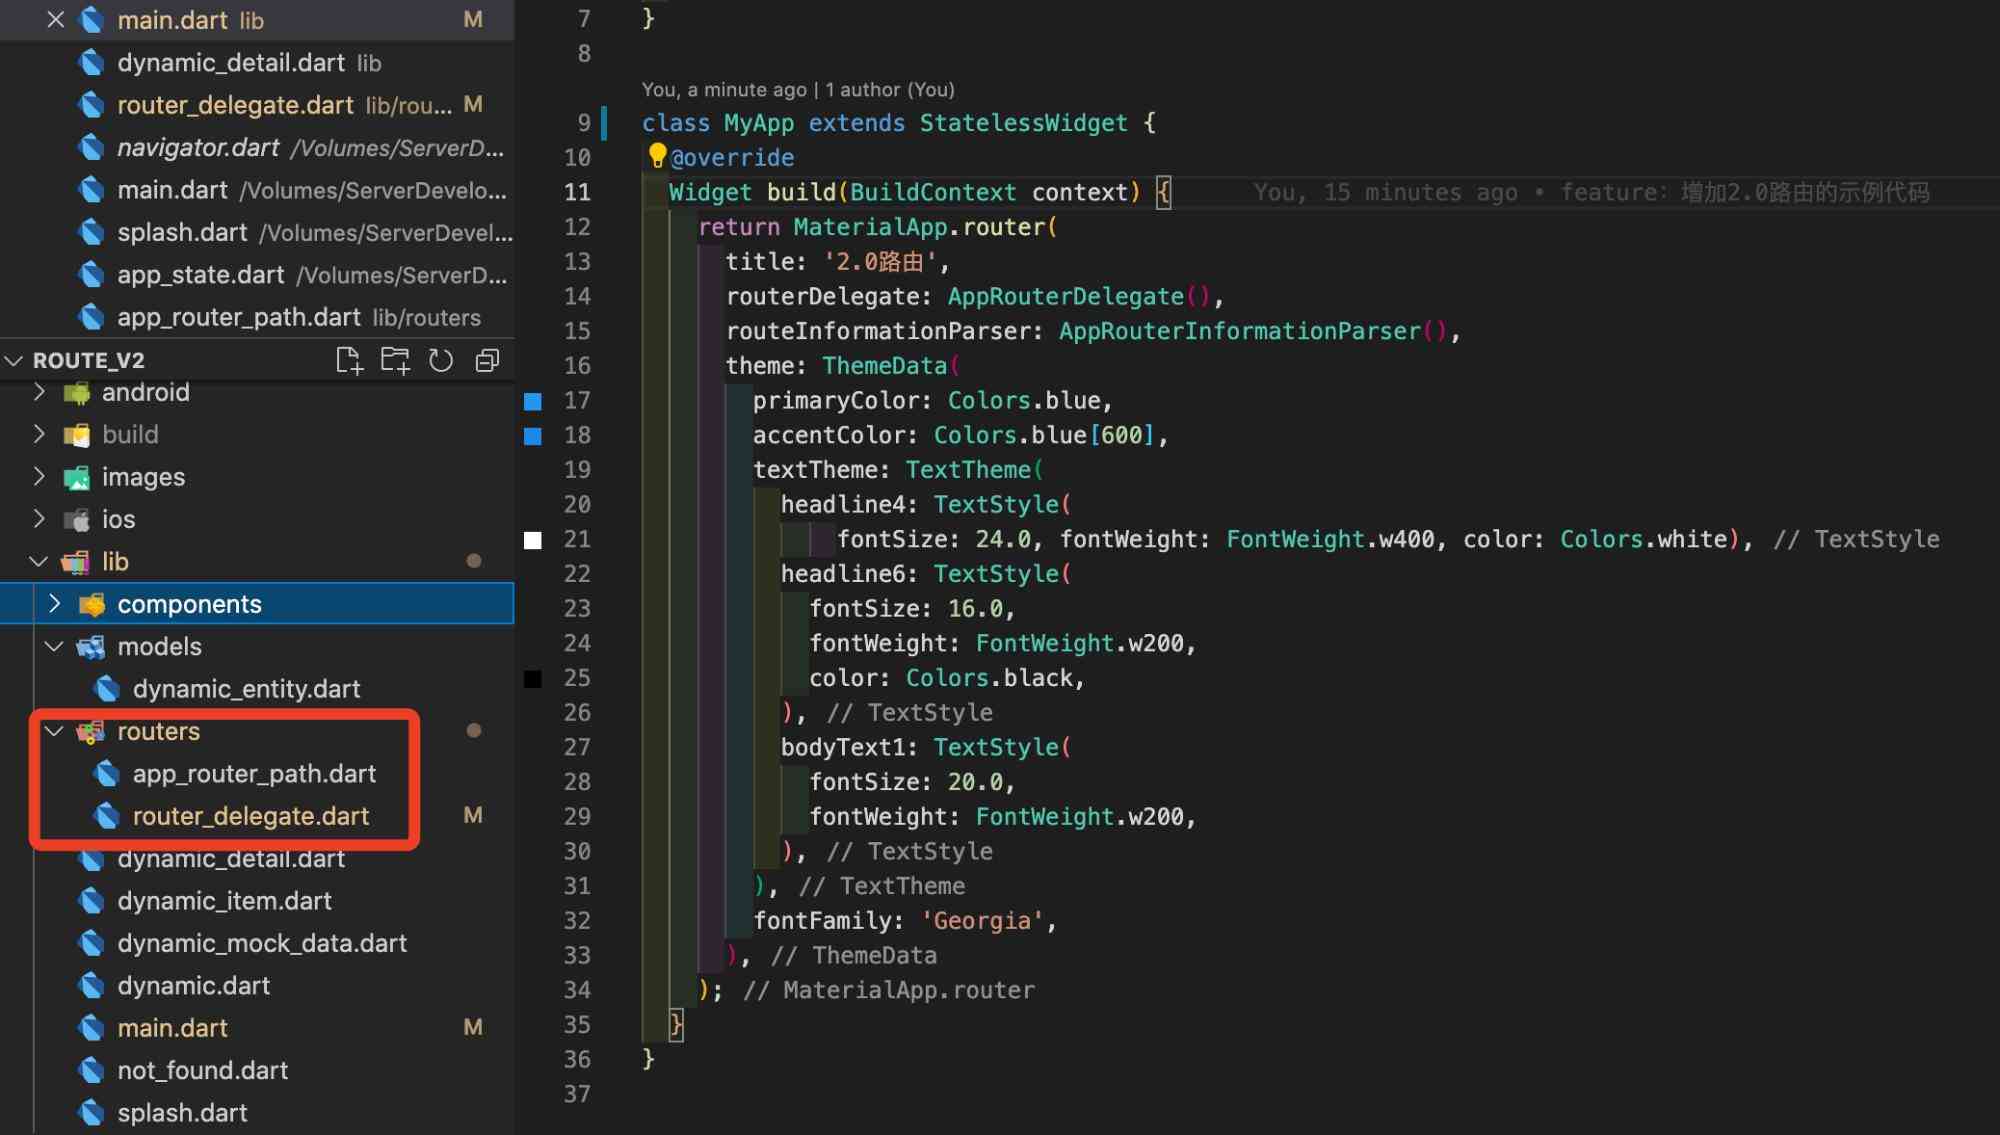 main.dart lib M
dynamic_detail.dart lib
router_delegate.dart lib/rou... M
navigator.dart /Volumes/ServerD...
main.dart /Volumes/ServerDevelo...
splash.dart /Volumes/ServerDevel...
app_state.dart /Volumes/ServerD...
app_router_path.dart lib/routers
ROUTE_V2
android
build
images
ios
lib
components
models
dynamic_entity.dart
routers
app_router_path.dart
router_delegate.dart M
dynamic_detail.dart
dynamic_item.dart
dynamic_mock_data.dart
dynamic.dart
main.dart M
not_found.dart
splash.dart
7 }
8
You, a minute ago | 1 author (You)
9 class MyApp extends StatelessWidget {
10 @override
11 Widget build(BuildContext context) { You, 15 minutes ago • feature: 增加2.0路由的示例代码
12 return MaterialApp.router(
13 title: '2.0路由',
14 routerDelegate: AppRouterDelegate(),
15 routeInformationParser: AppRouterInformationParser(),
16 theme: ThemeData(
17 primaryColor: Colors.blue,
18 accentColor: Colors.blue[600],
19 textTheme: TextTheme(
20 headline4: TextStyle(
21 fontSize: 24.0, fontWeight: FontWeight.w400, color: Colors.white), // TextStyle
22 headline6: TextStyle(
23 fontSize: 16.0,
24 fontWeight: FontWeight.w200,
25 color: Colors.black,
26 ), // TextStyle
27 bodyText1: TextStyle(
28 fontSize: 20.0,
29 fontWeight: FontWeight.w200,
30 ), // TextStyle
31 ), // TextTheme
32 fontFamily: 'Georgia',
33 ), // ThemeData
34 ); // MaterialApp.router
35 }
36 }
37